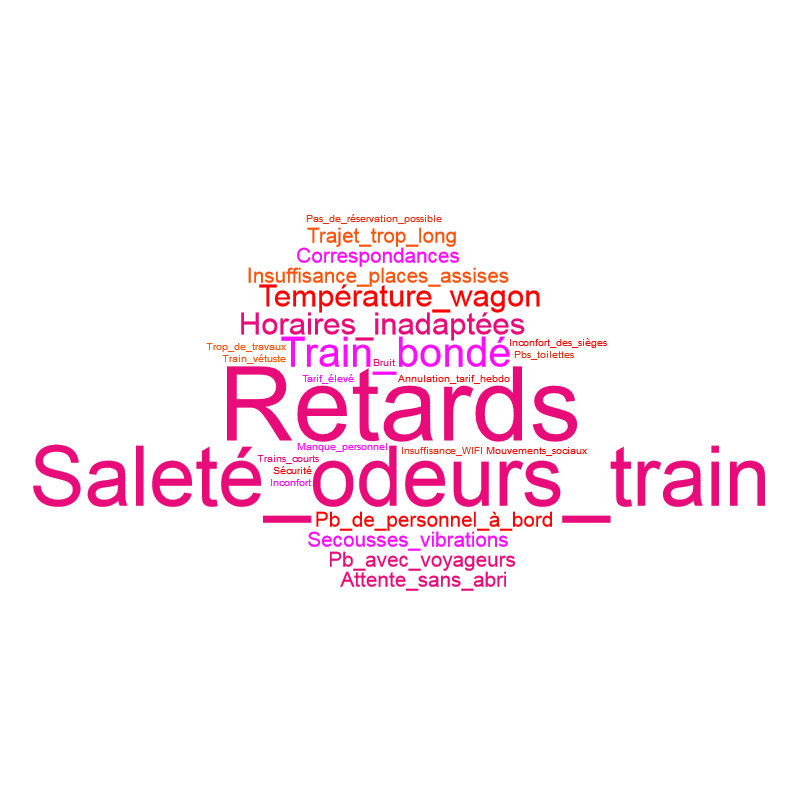 Pas_de_réservation_possible
Trajet_trop_long
Correspondances
Insuffisance_places_assises
Température_wagon
Horaires_inadaptées
Trop_de_travaux
Train_bondé
Inconfort_des_sièges
Train_vétuste
Bruit
Pbs_toilettes
Tarif_élevé
Annulation_tarif_hebdo
Retards
Manque_personnel
Insuffisance_WIFI
Mouvements_sociaux
Trains_courts
Sécurité
Inconfort
Saleté_odeurs_train
Pb_de_personnel_à_bord
Secousses_vibrations
Pb_avec_voyageurs
Attente_sans_abri